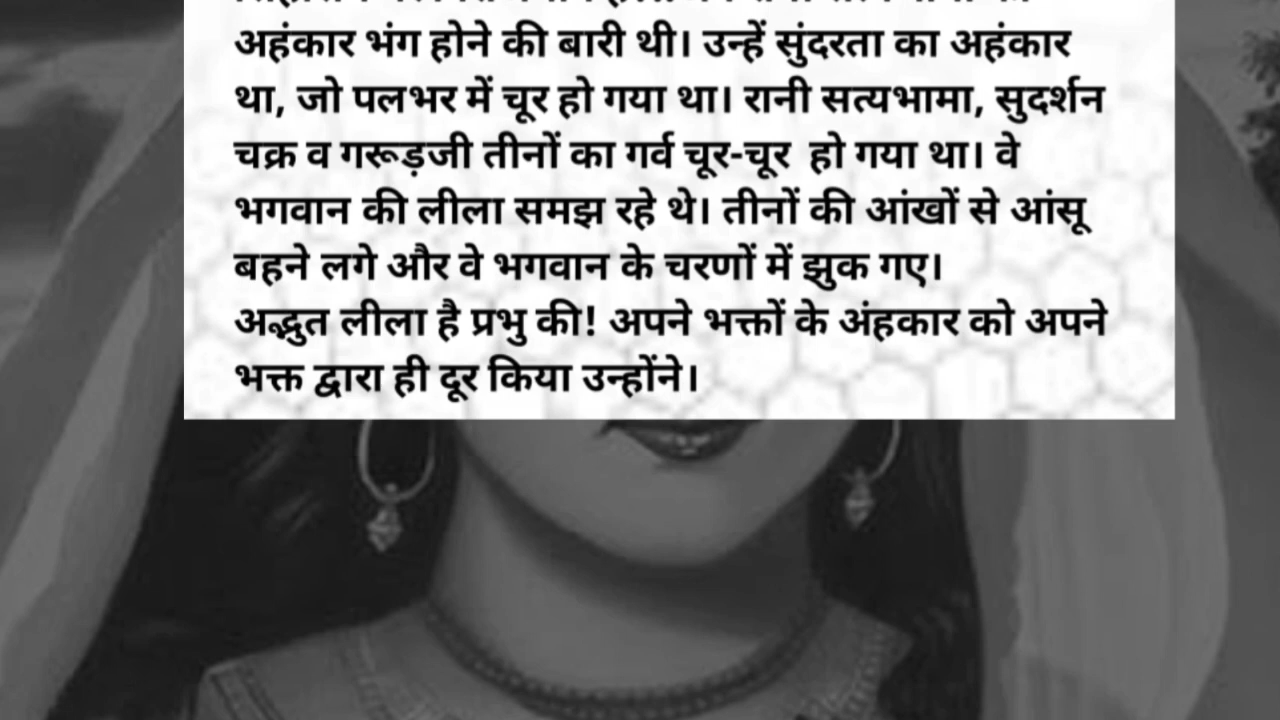 अहंकार भंग होने की बारी थी। उन्हें सुंदरता का अहंकार
था, जो पलभर में चूर हो गया था। रानी सत्यभामा, सुदर्शन
चक्र व गरूड़जी तीनों का गर्व चूर-चूर हो गया था। वे
भगवान की लीला समझ रहे थे। तीनों की आंखों से आंसू
बहने लगे और वे भगवान के चरणों में झुक गए।
अद्भुत लीला है प्रभु की! अपने भक्तों के अंहकार को अपने
भक्त द्वारा ही दूर किया उन्होंने।